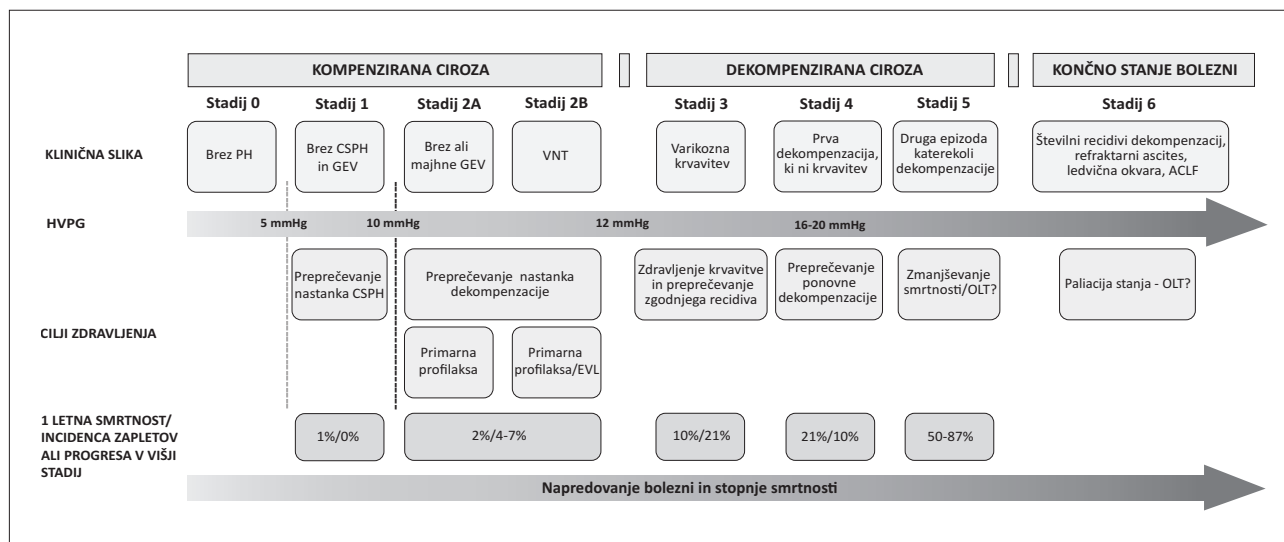 KOMPENZIRANA CIROZA
DEKOMPENZIRANA CIROZA
KONČNO STANJE BOLEZNI
Stadij 0
Stadij 1
Stadij 2A
Stadij 2B
Stadij 3
Stadij 4
Stadij 5
Stadij 6
KLINIČNA SLIKA
Brez PH
Brez CSPH
in GEV
Brez ali
majhne GEV
VNT
Varikozna
krvavitev
Prva
dekompenzacija,
ki ni krvavitev
Druga epizoda
katerekoli
dekompenzacije
Številni recidivi dekompenzacij,
refraktarni ascites,
ledvična okvara, ACLF
HVPG
5 mmHg
10 mmHg
12 mmHg
16-20 mmHg
CILJI ZDRAVLJENJA
Preprečevanje
nastanka CSPH
Preprečevanje nastanka
dekompenzacije
Zdravljenje krvavitve
in preprečevanje
zgodnjega recidiva
Preprečevanje
ponovne
dekompenzacije
Zmanjševanje
smrtnosti/OLT?
Paliacija stanja - OLT?
Primarna
profilaksa
Primarna
profilaksa/EVL
1 LETNA SMRTNOST/
INCIDENCA ZAPLETOV
ALI PROGRESA V VIŠJI
STADIJ
1%/0%
2%/4-7%
10%/21%
21%/10%
50-87%
Napredovanje bolezni in stopnje smrtnosti